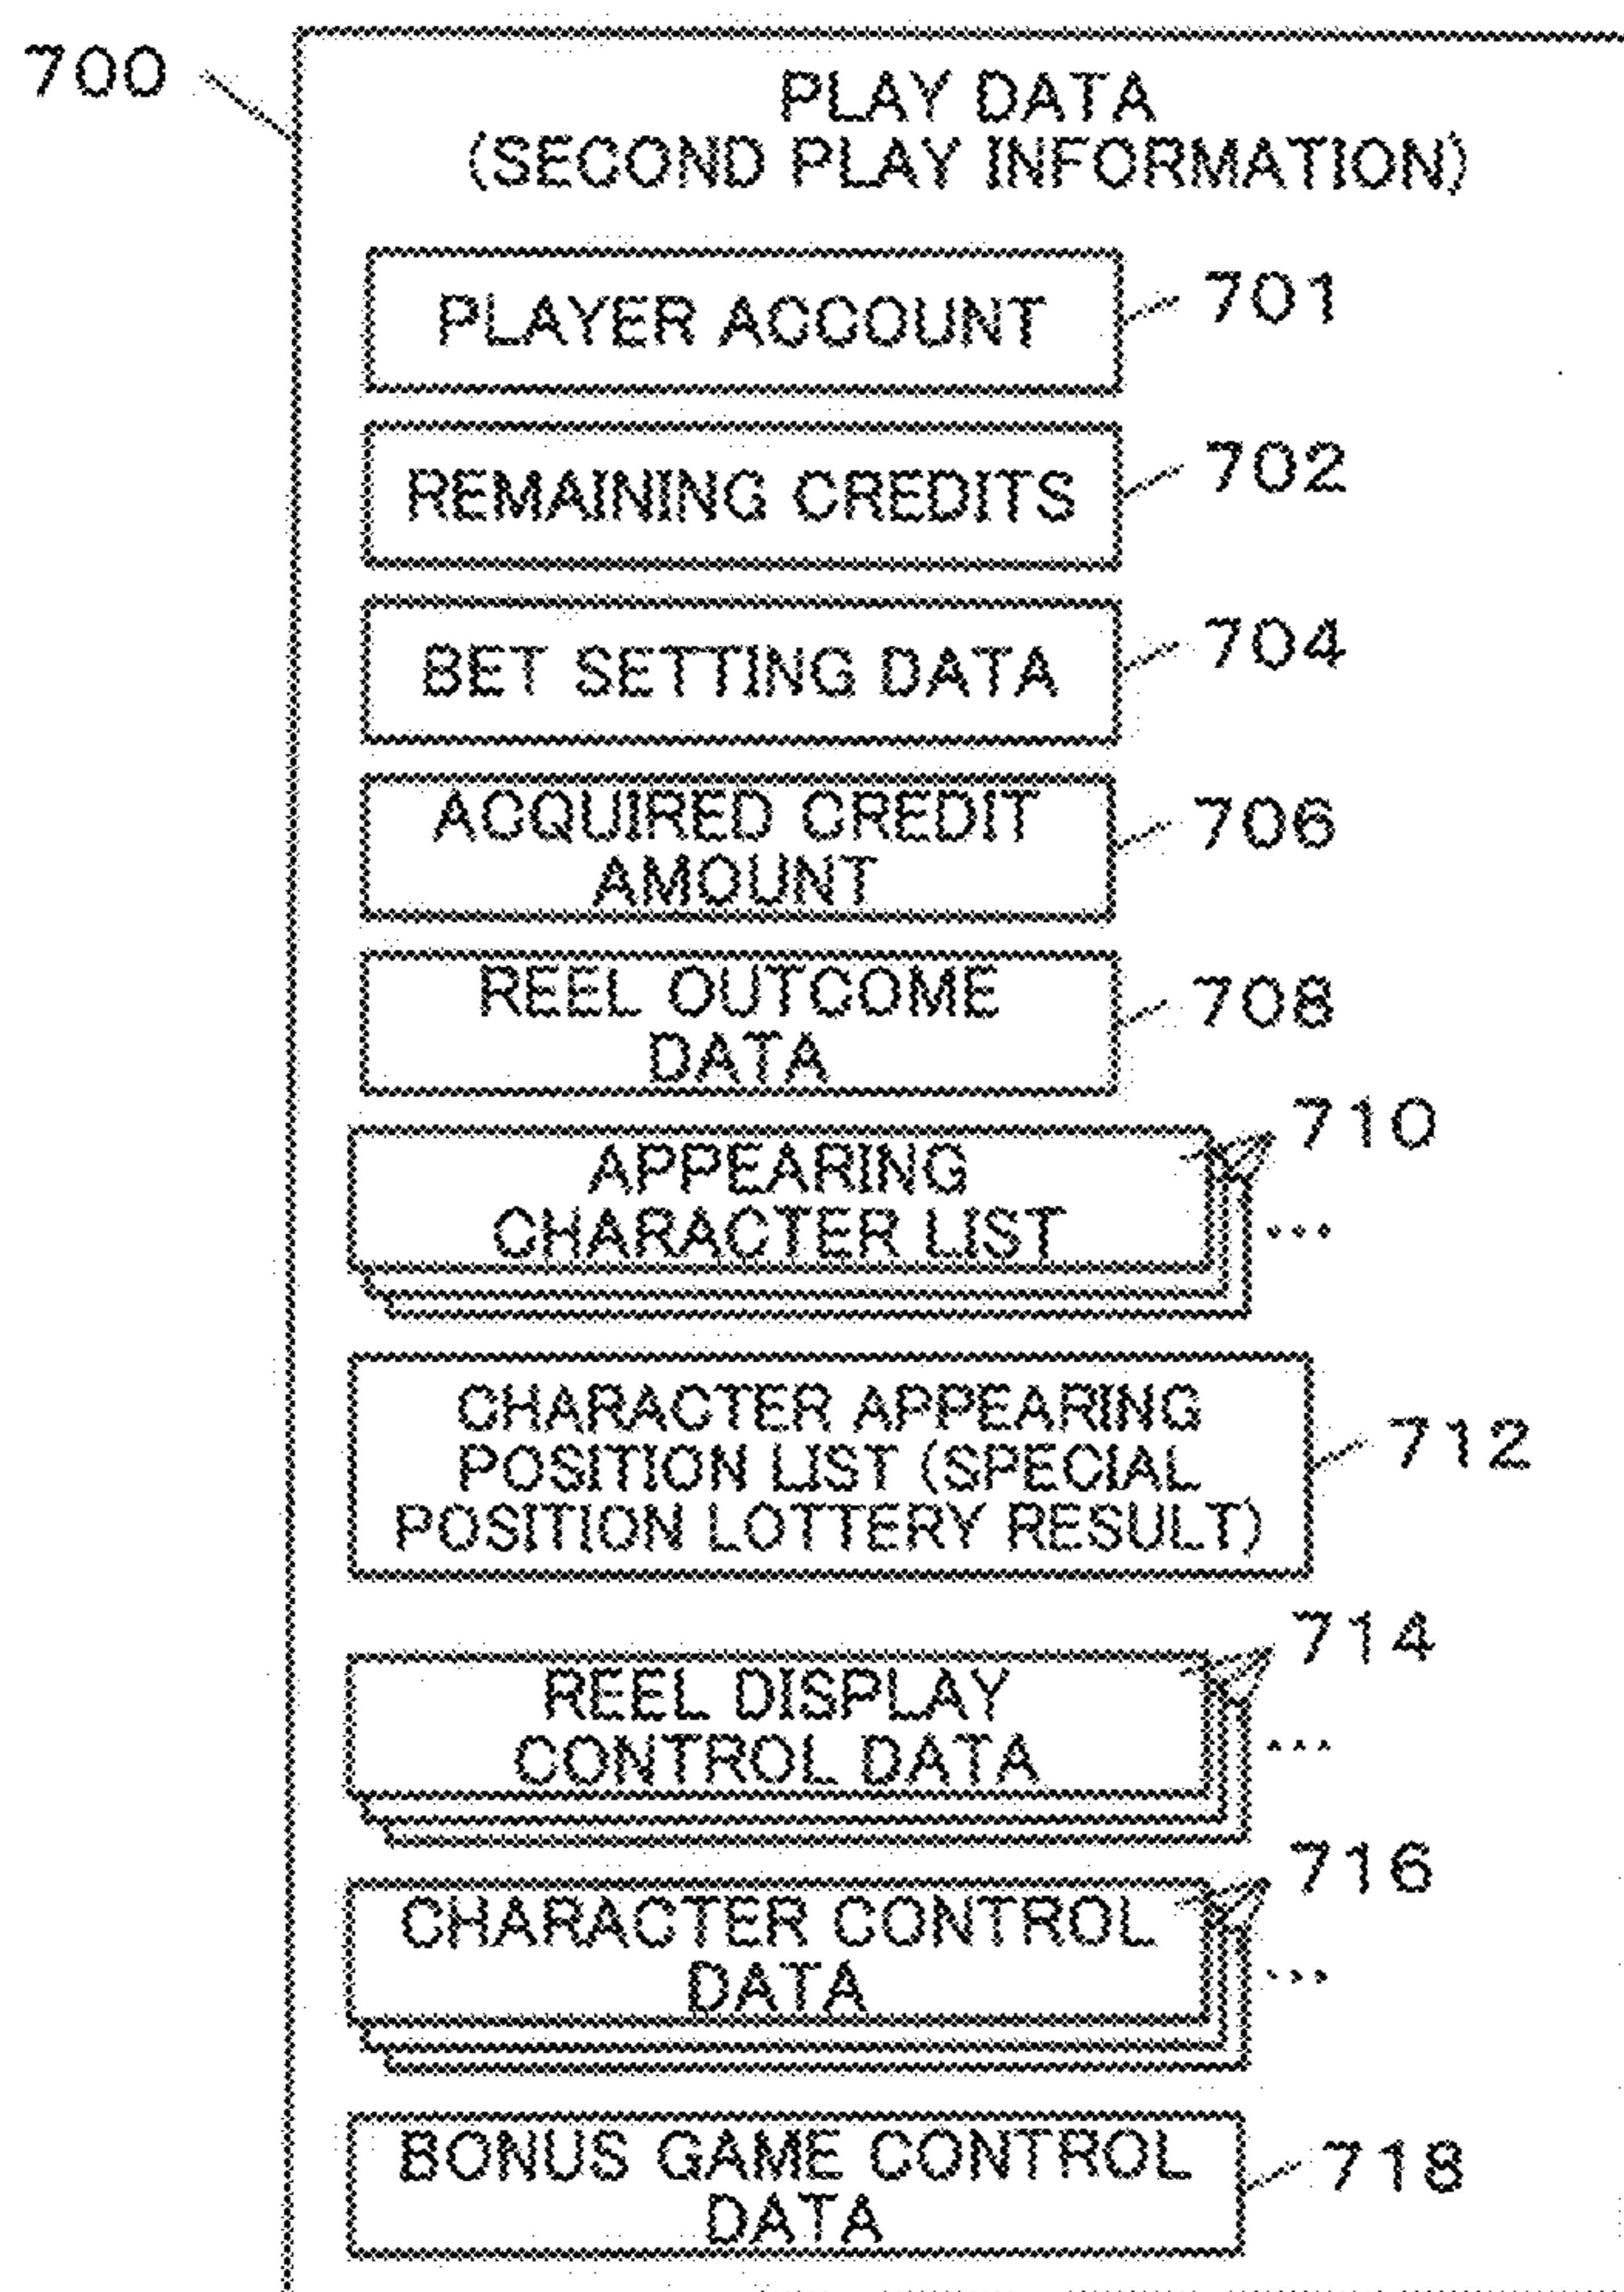 700
PLAY DATA
(SECOND PLAY INFORMATION)
PLAYER ACCOUNT
701
REMAINING CREDITS
702
BET SETTING DATA
704
ACQUIRED CREDIT
AMOUNT
706
REEL OUTCOME
DATA
708
APPEARING
CHARACTER LIST
710
...
CHARACTER APPEARING
POSITION LIST (SPECIAL
POSITION LOTTERY RESULT)
712
REEL DISPLAY
CONTROL DATA
714
...
CHARACTER CONTROL
DATA
716
...
BONUS GAME CONTROL
DATA
718